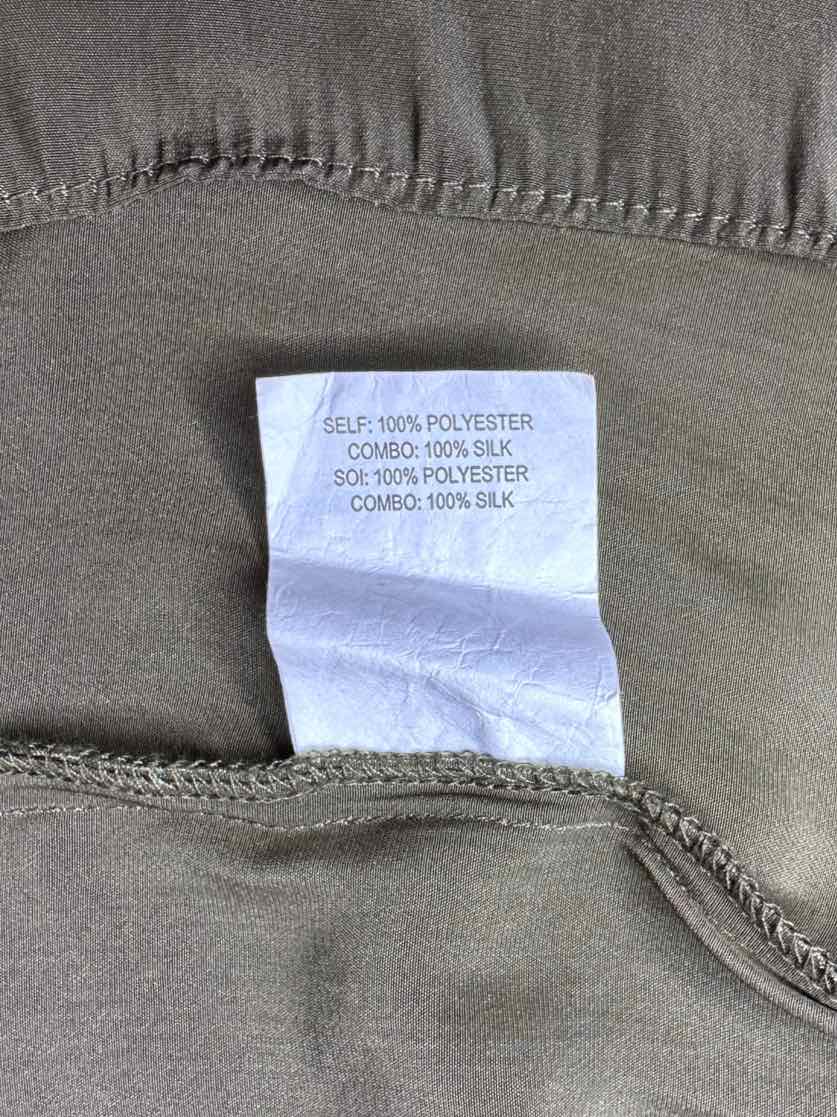 SELF: 100% POLYESTER
COMBO: 100% SILK
SOI: 100% POLYESTER
COMBO: 100% SILK